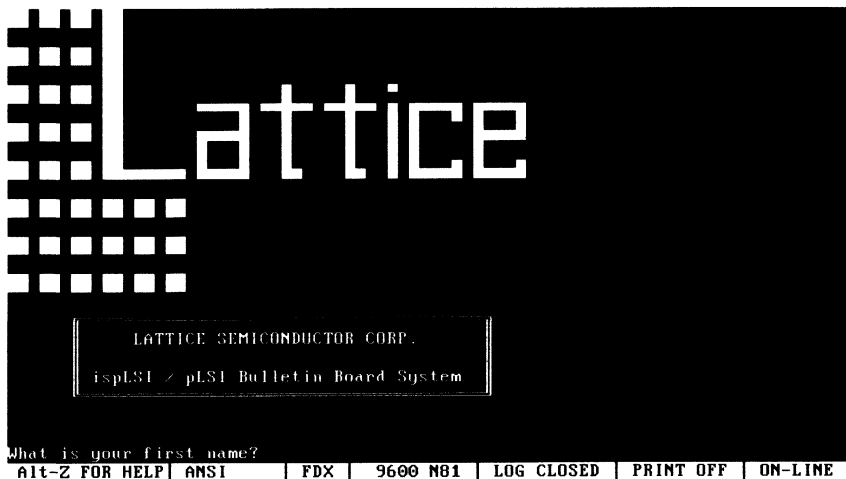 Lattice
LATTICE SEMICONDUCTOR CORP.
ispLSI / pLSI Bulletin Board System
What is your first name?
Alt-Z FOR HELP| ANSI | FDX | 9600 N81 | LOG CLOSED | PRINT OFF | ON-LINE